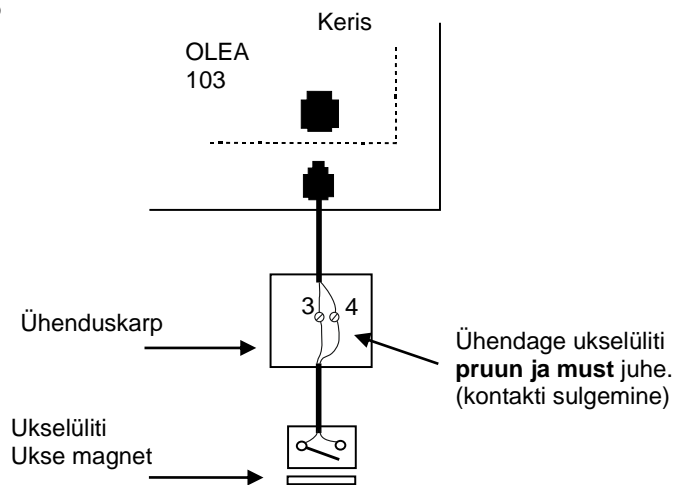 Keris
OLEA
103
3 4
Ühenduskarp
Ühendage ukselüliti
pruun ja must juhe.
(kontakti sulgemine)
Ukselüliti
Ukse magnet